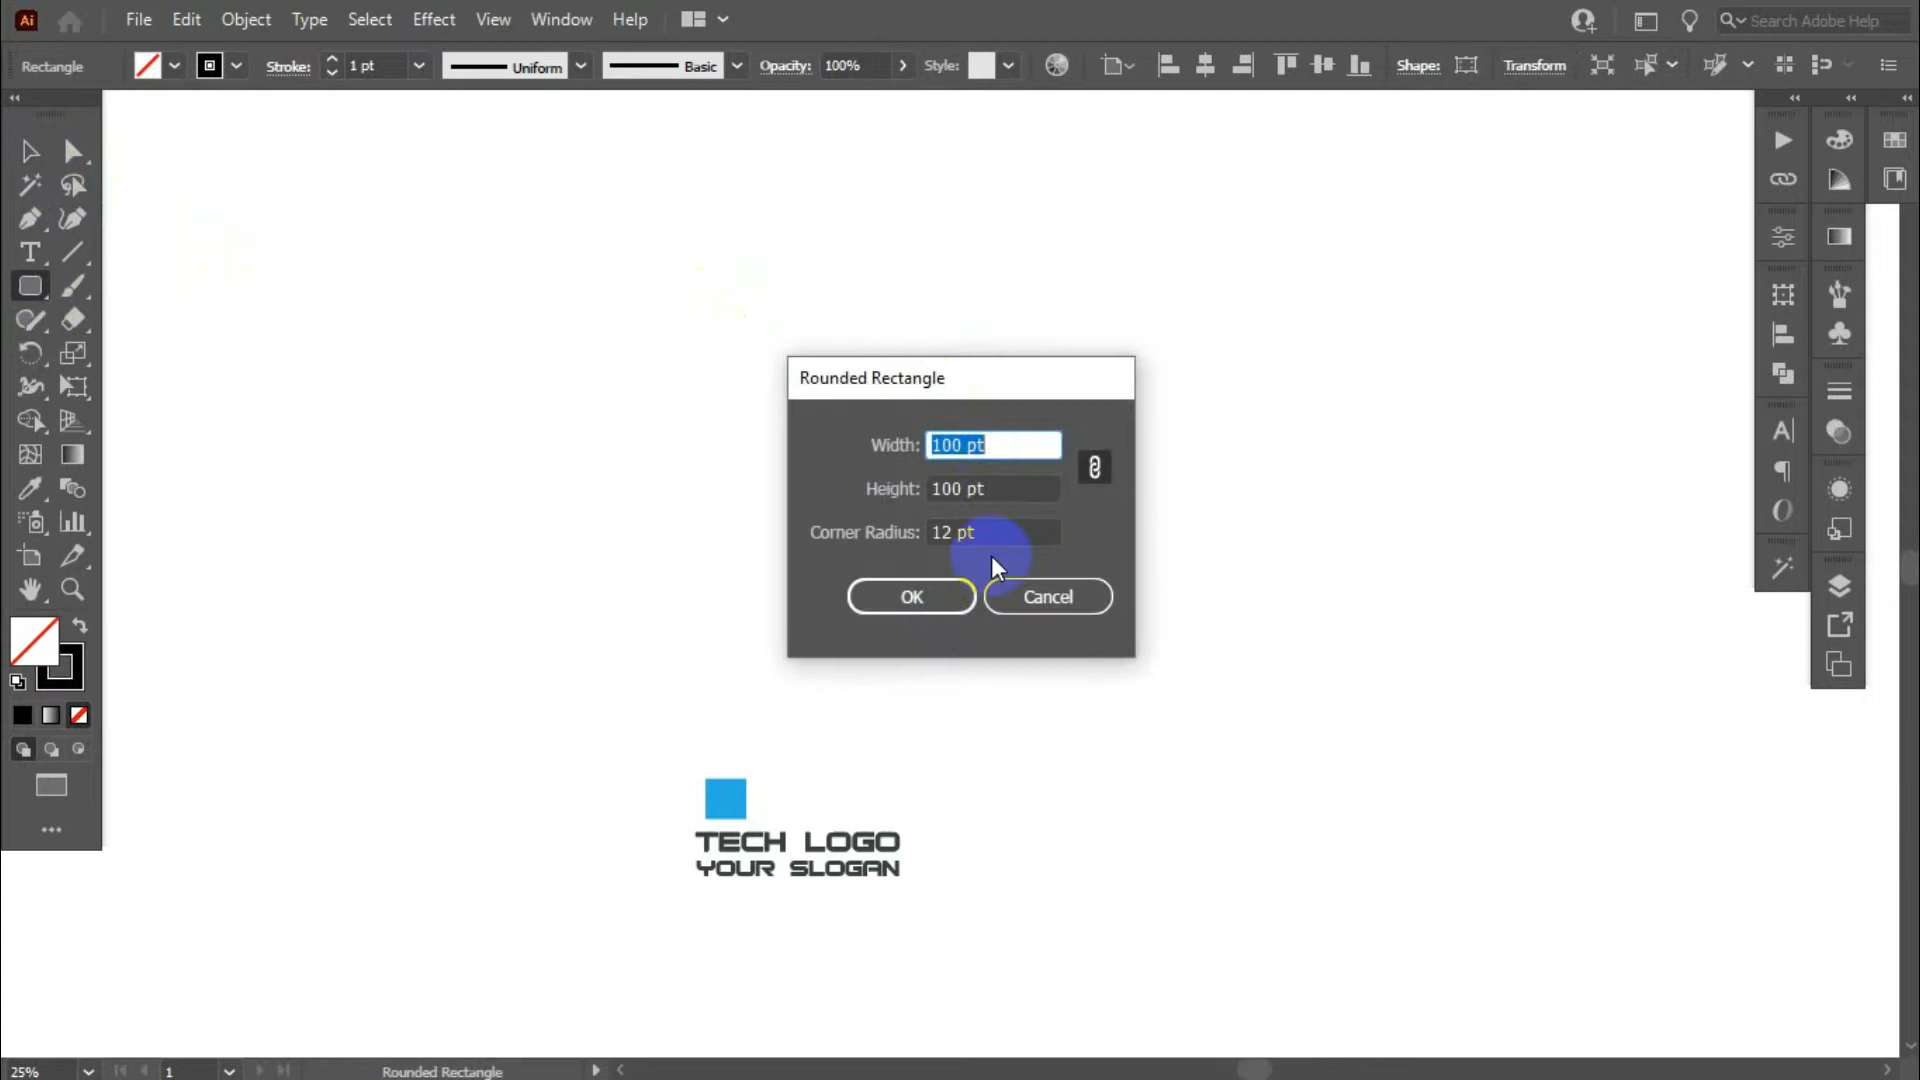 Ai File Edit Object Type Select Effect View Window Help Search Adobe Help
Rectangle Stroke: 1 pt Uniform Basic Opacity: 100% Style: Shape: Transform
Rounded Rectangle
Width: 100 pt
Height: 100 pt
Corner Radius: 12 pt
OK Cancel
TECH LOGO
YOUR SLOGAN
25% 1 Rounded Rectangle